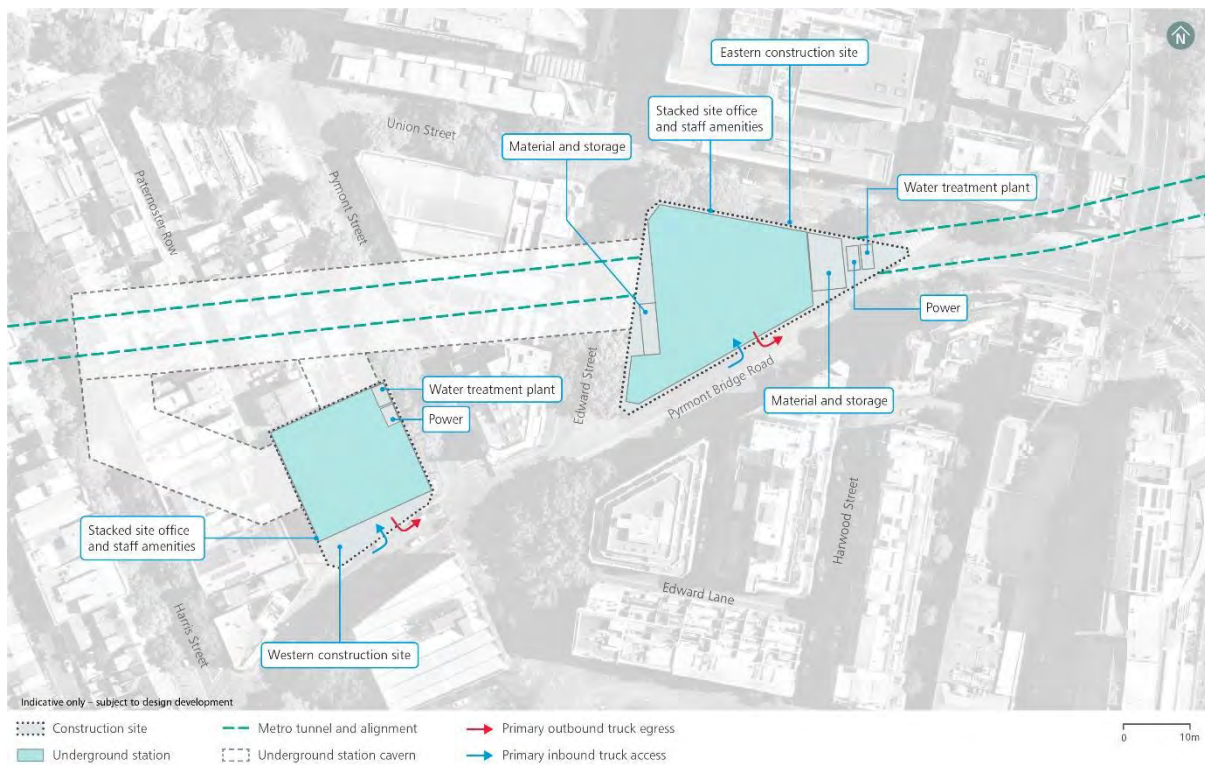 N
Eastern construction site
Stacked site office
and staff amenities
Union Street
Material and storage
Paternoster Row
Pymont Street
Water treatment plant
Power
Water treatment plant
Power
Edward Street
Pyrmont Bridge Road
Material and storage
Stacked site office
and staff amenities
Harwood Street
Edward Lane
Harris Street
Western construction site
Indicative only – subject to design development
Construction site
Metro tunnel and alignment
Primary outbound truck egress
Underground station
Underground station cavern
Primary inbound truck access
0 10m